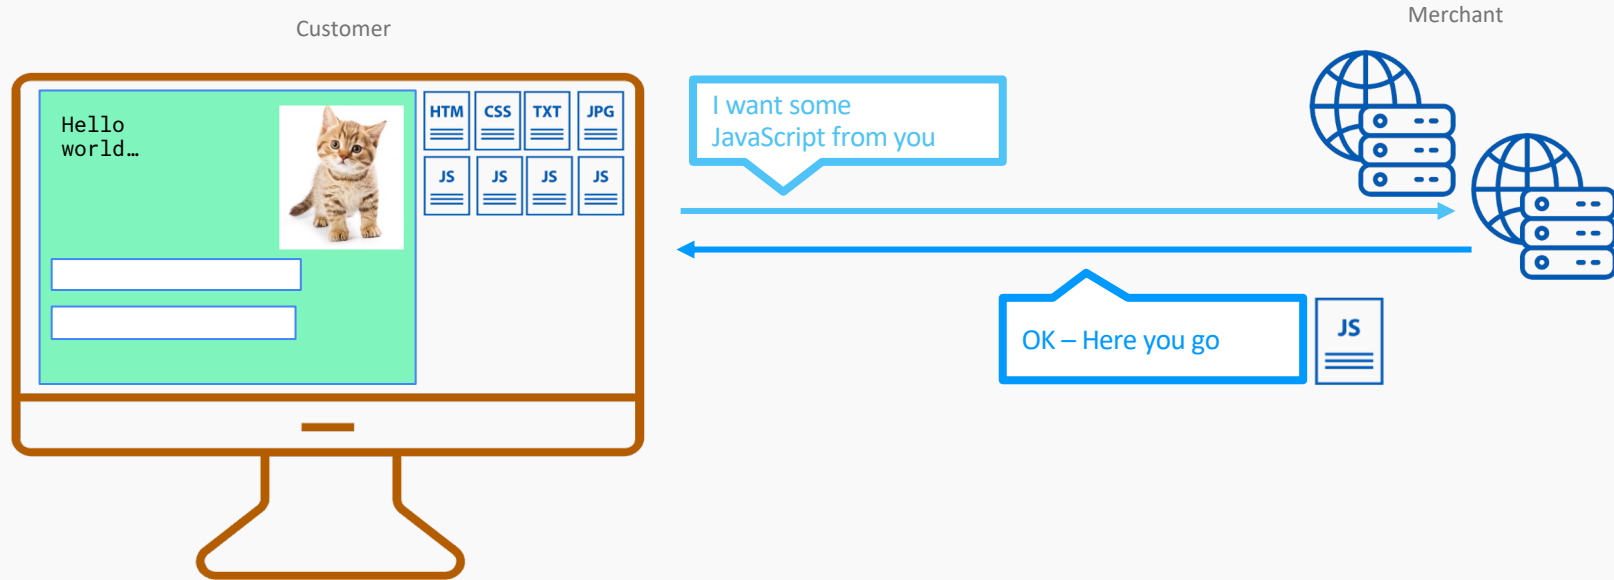 Customer
Merchant
Hello
world…
HTM
CSS
TXT
JPG
JS
JS
JS
JS
I want some
JavaScript from you
OK – Here you go
JS